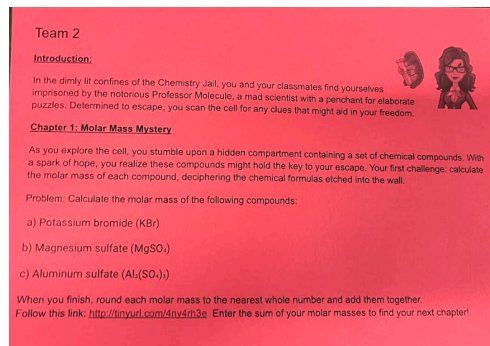 Team 2
Introduction:
In the dimly lit confines of the Chemistry Jail, you and your classmates find yourselves
imprisoned by the notorious Professor Molecule, a mad scientist with a penchant for elaborate
puzzles. Determined to escape, you scan the cell for any clues that might aid in your freedom.
Chapter 1: Molar Mass Mystery
As you explore the cell, you stumble upon a hidden compartment containing a set of chemical compounds. With
a spark of hope, you realize these compounds might hold the key to your escape. Your first challenge: calculate
the molar mass of each compound, deciphering the chemical formulas etched into the wall.
Problem: Calculate the molar mass of the following compounds:
a) Potassium bromide (KBr)
b) Magnesium sulfate (MgSO₄)
c) Aluminum sulfate (Al₂(SO₄)₃)
When you finish, round each molar mass to the nearest whole number and add them together.
Follow this link: http://tinyurl.com/4nv4rh3e Enter the sum of your molar masses to find your next chapter!